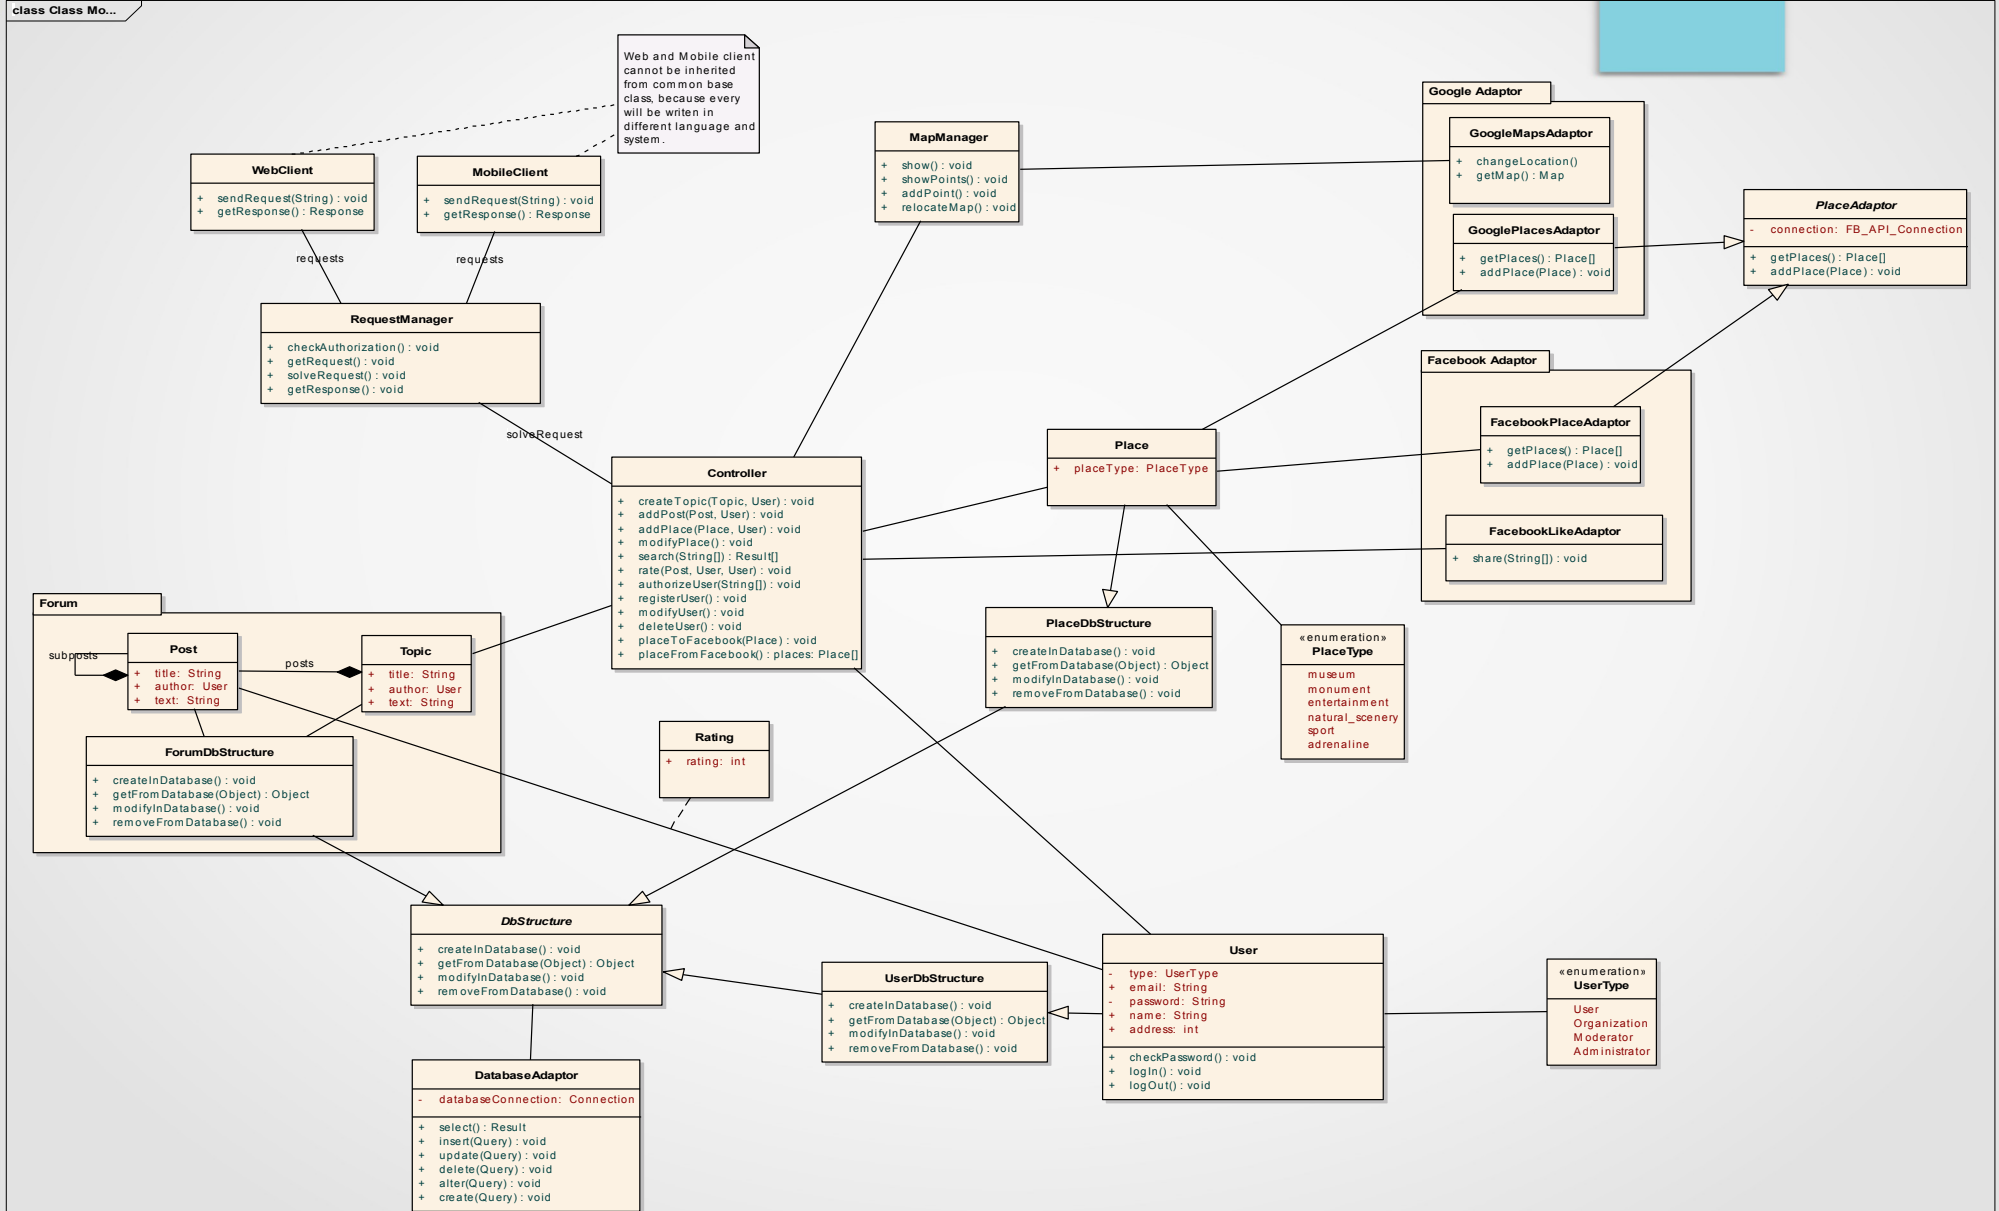 class Class Mo...
Web and Mobile client
cannot be inherited
from common base
class, because every
will be writen in
different language and
system.
WebClient
+ sendRequest(String) : void
+ getResponse() : Response
MobileClient
+ sendRequest(String) : void
+ getResponse() : Response
requests
requests
RequestManager
+ checkAuthorization() : void
+ getRequest() : void
+ solveRequest() : void
+ getResponse() : void
solveRequest
MapManager
+ show() : void
+ showPoints() : void
+ addPoint() : void
+ relocateMap() : void
Google Adaptor
GoogleMapsAdaptor
+ changeLocation()
+ getMap() : Map
GooglePlacesAdaptor
+ getPlaces() : Place[]
+ addPlace(Place) : void
PlaceAdaptor
- connection: FB_API_Connection
+ getPlaces() : Place[]
+ addPlace(Place) : void
Facebook Adaptor
FacebookPlaceAdaptor
+ getPlaces() : Place[]
+ addPlace(Place) : void
FacebookLikeAdaptor
+ share(String[]) : void
Place
+ placeType: PlaceType
Controller
+ createTopic(Topic, User) : void
+ addPost(Post, User) : void
+ addPlace(Place, User) : void
+ modifyPlace() : void
+ search(String[]) : Result[]
+ rate(Post, User, User) : void
+ authorizeUser(String[]) : void
+ registerUser() : void
+ modifyUser() : void
+ deleteUser() : void
+ placeToFacebook(Place) : void
+ placeFromFacebook() : places: Place[]
Forum
Post
+ title: String
+ author: User
+ text: String
subposts
posts
Topic
+ title: String
+ author: User
+ text: String
ForumDbStructure
+ createInDatabase() : void
+ getFromDatabase(Object) : Object
+ modifyInDatabase() : void
+ removeFromDatabase() : void
PlaceDbStructure
+ createInDatabase() : void
+ getFromDatabase(Object) : Object
+ modifyInDatabase() : void
+ removeFromDatabase() : void
«enumeration»
PlaceType
museum
monument
entertainment
natural_scenery
sport
adrenaline
Rating
+ rating: int
DbStructure
+ createInDatabase() : void
+ getFromDatabase(Object) : Object
+ modifyInDatabase() : void
+ removeFromDatabase() : void
UserDbStructure
+ createInDatabase() : void
+ getFromDatabase(Object) : Object
+ modifyInDatabase() : void
+ removeFromDatabase() : void
User
- type: UserType
+ email: String
- password: String
+ name: String
+ address: int
+ checkPassword() : void
+ logIn() : void
+ logOut() : void
«enumeration»
UserType
User
Organization
Moderator
Administrator
DatabaseAdaptor
- databaseConnection: Connection
+ select() : Result
+ insert(Query) : void
+ update(Query) : void
+ delete(Query) : void
+ alter(Query) : void
+ create(Query) : void